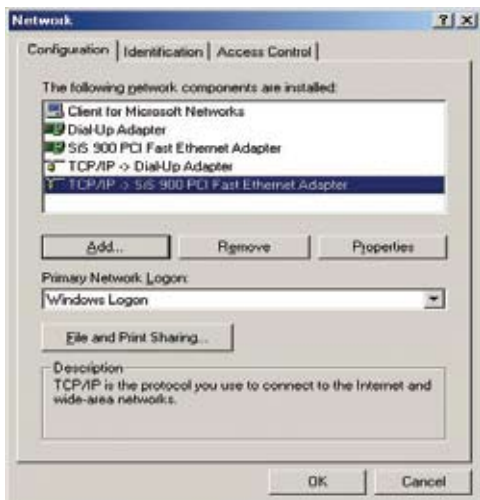 Network
Configuration Identification Access Control
The following network components are installed:
Client for Microsoft Networks
Dial-Up Adapter
SiS 900 PCI Fast Ethernet Adapter
TCP/IP -> Dial-Up Adapter
TCP/IP -> SiS 900 PCI Fast Ethernet Adapter
Add... Remove Properties
Primary Network Logon:
Windows Logon
File and Print Sharing...
Description
TCP/IP is the protocol you use to connect to the Internet and
wide-area networks.
OK Cancel